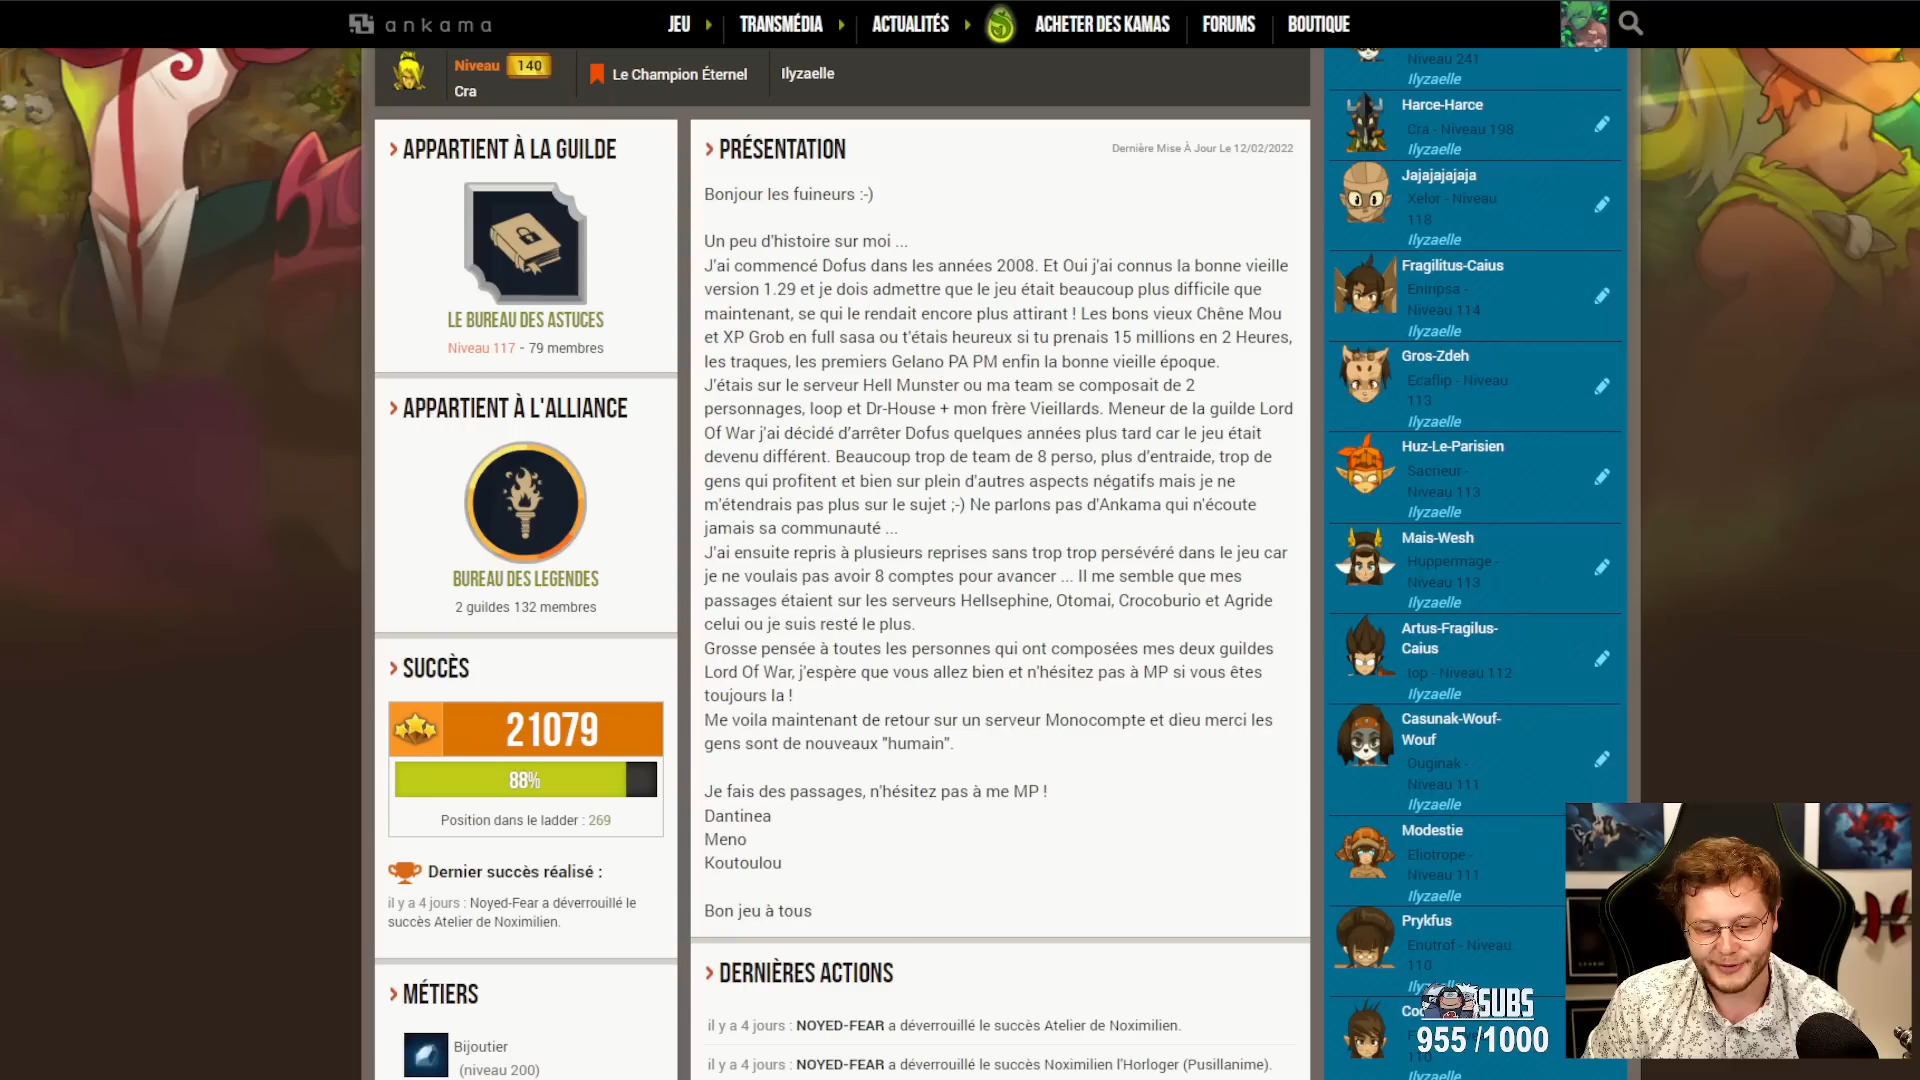 ankama
JEU
TRANSMÉDIA
ACTUALITÉS
ACHETER DES KAMAS
FORUMS
BOUTIQUE
Niveau 140
Cra
Le Champion Éternel
Ilyzaelle
APPARTIENT À LA GUILDE
LE BUREAU DES ASTUCES
Niveau 117 - 79 membres
APPARTIENT À L'ALLIANCE
BUREAU DES LEGENDES
2 guildes 132 membres
SUCCÈS
21079
88%
Position dans le ladder : 269
Dernier succès réalisé :
il y a 4 jours : Noyed-Fear a déverrouillé le
succès Atelier de Noximilien.
MÉTIERS
Bijoutier
(niveau 200)
PRÉSENTATION
Dernière Mise À Jour Le 12/02/2022
Bonjour les fuineurs :-)
Un peu d'histoire sur moi ...
J'ai commencé Dofus dans les années 2008. Et Oui j'ai connus la bonne vieille
version 1.29 et je dois admettre que le jeu était beaucoup plus difficile que
maintenant, se qui le rendait encore plus attirant ! Les bons vieux Chêne Mou
et XP Grob en full sasa ou t'étais heureux si tu prenais 15 millions en 2 Heures,
les traques, les premiers Gelano PA PM enfin la bonne vieille époque.
J'étais sur le serveur Hell Munster ou ma team se composait de 2
personnages, loop et Dr-House + mon frère Vieillards. Meneur de la guilde Lord
Of War j'ai décidé d'arrêter Dofus quelques années plus tard car le jeu était
devenu différent. Beaucoup trop de team de 8 perso, plus d'entraide, trop de
gens qui profitent et bien sur plein d'autres aspects négatifs mais je ne
m'étendrais pas plus sur le sujet ;-) Ne parlons pas d'Ankama qui n'écoute
jamais sa communauté ...
J'ai ensuite repris à plusieurs reprises sans trop trop persévéré dans le jeu car
je ne voulais pas avoir 8 comptes pour avancer ... Il me semble que mes
passages étaient sur les serveurs Hellsephine, Otomai, Crocoburio et Agride
celui ou je suis resté le plus.
Grosse pensée à toutes les personnes qui ont composées mes deux guildes
Lord Of War, j'espère que vous allez bien et n'hésitez pas à MP si vous êtes
toujours la !
Me voila maintenant de retour sur un serveur Monocompte et dieu merci les
gens sont de nouveaux "humain".
Je fais des passages, n'hésitez pas à me MP !
Dantinea
Meno
Koutoulou
Bon jeu à tous
DERNIÈRES ACTIONS
il y a 4 jours : NOYED-FEAR a déverrouillé le succès Atelier de Noximilien.
il y a 4 jours : NOYED-FEAR a déverrouillé le succès Noximilien l'Horloger (Pusillanime).
Niveau 241
Ilyzaelle
Harce-Harce
Cra - Niveau 198
Ilyzaelle
Jajajajajaja
Xelor - Niveau
118
Ilyzaelle
Fragilitus-Caius
Eniripsa -
Niveau 114
Ilyzaelle
Gros-Zdeh
Ecaflip - Niveau
113
Ilyzaelle
Huz-Le-Parisien
Sacrieur -
Niveau 113
Ilyzaelle
Mais-Wesh
Huppermage -
Niveau 113
Ilyzaelle
Artus-Fragilus-
Caius
Iop - Niveau 112
Ilyzaelle
Casunak-Wouf-
Wouf
Ouginak -
Niveau 111
Ilyzaelle
Modestie
Eliotrope -
Niveau 111
Ilyzaelle
Prykfus
Enutrof - Niveau
110
SUBS
955 /1000
110
Ilyzaelle